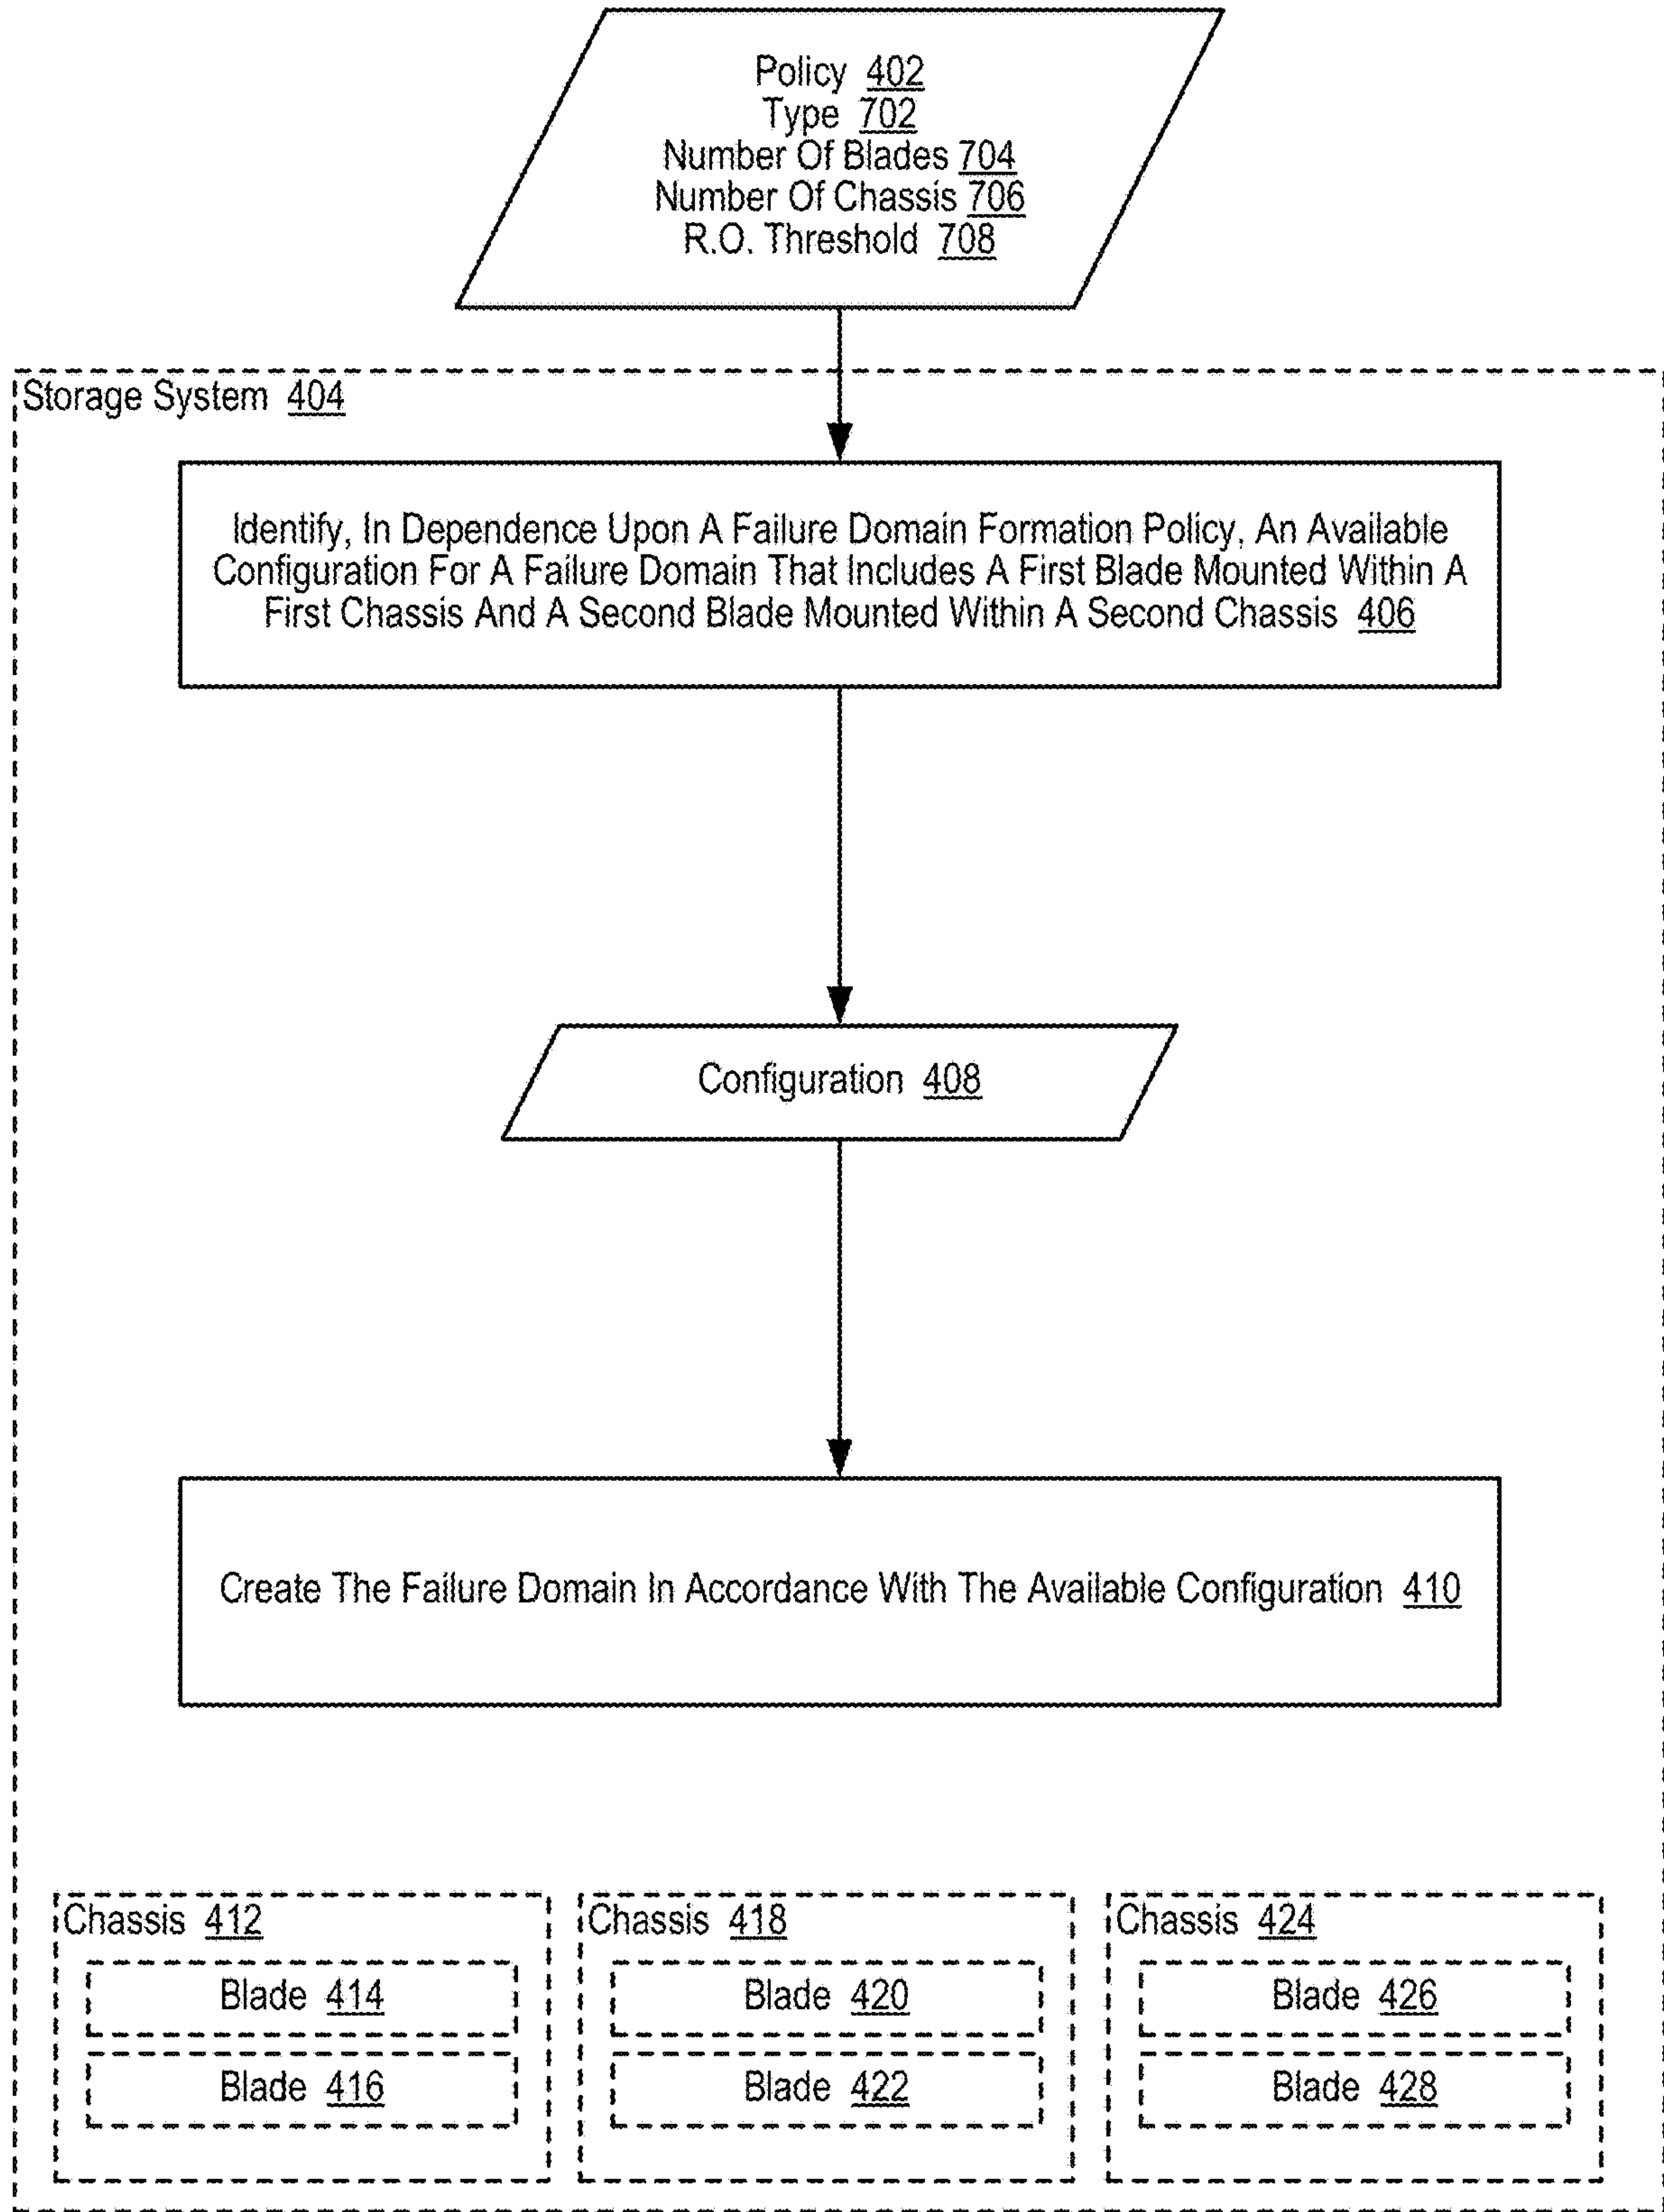 Policy 402
Type 702
Number Of Blades 704
Number Of Chassis 706
R.O. Threshold 708
Storage System 404
Identify, In Dependence Upon A Failure Domain Formation Policy, An Available
Configuration For A Failure Domain That Includes A First Blade Mounted Within A
First Chassis And A Second Blade Mounted Within A Second Chassis 406
Configuration 408
Create The Failure Domain In Accordance With The Available Configuration 410
Chassis 412
Blade 414
Blade 416
Chassis 418
Blade 420
Blade 422
Chassis 424
Blade 426
Blade 428